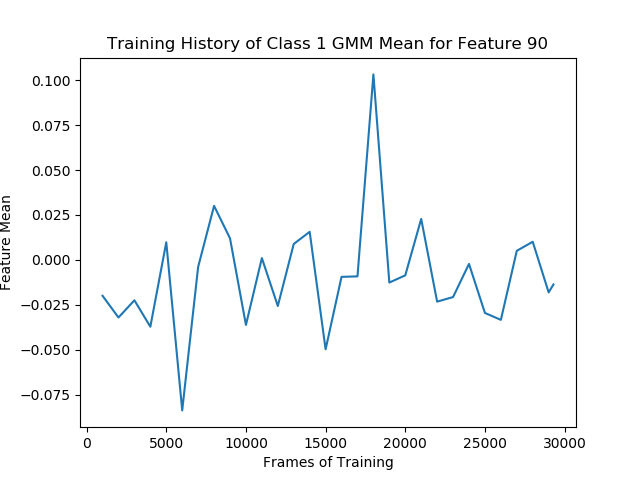 Training History of Class 1 GMM Mean for Feature 90
0.100
0.075
0.050
0.025
0.000
−0.025
−0.050
−0.075
Feature Mean
0 5000 10000 15000 20000 25000 30000
Frames of Training